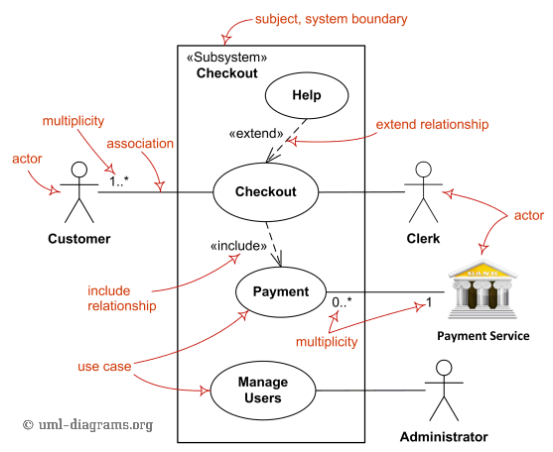 subject, system boundary
«Subsystem»
Checkout
Help
multiplicity
«extend»
extend relationship
association
actor
1..*
Checkout
Customer
Clerk
actor
«include»
include
relationship
Payment
0..*
1
multiplicity
Payment Service
BANK
use case
Manage
Users
© uml-diagrams.org
Administrator